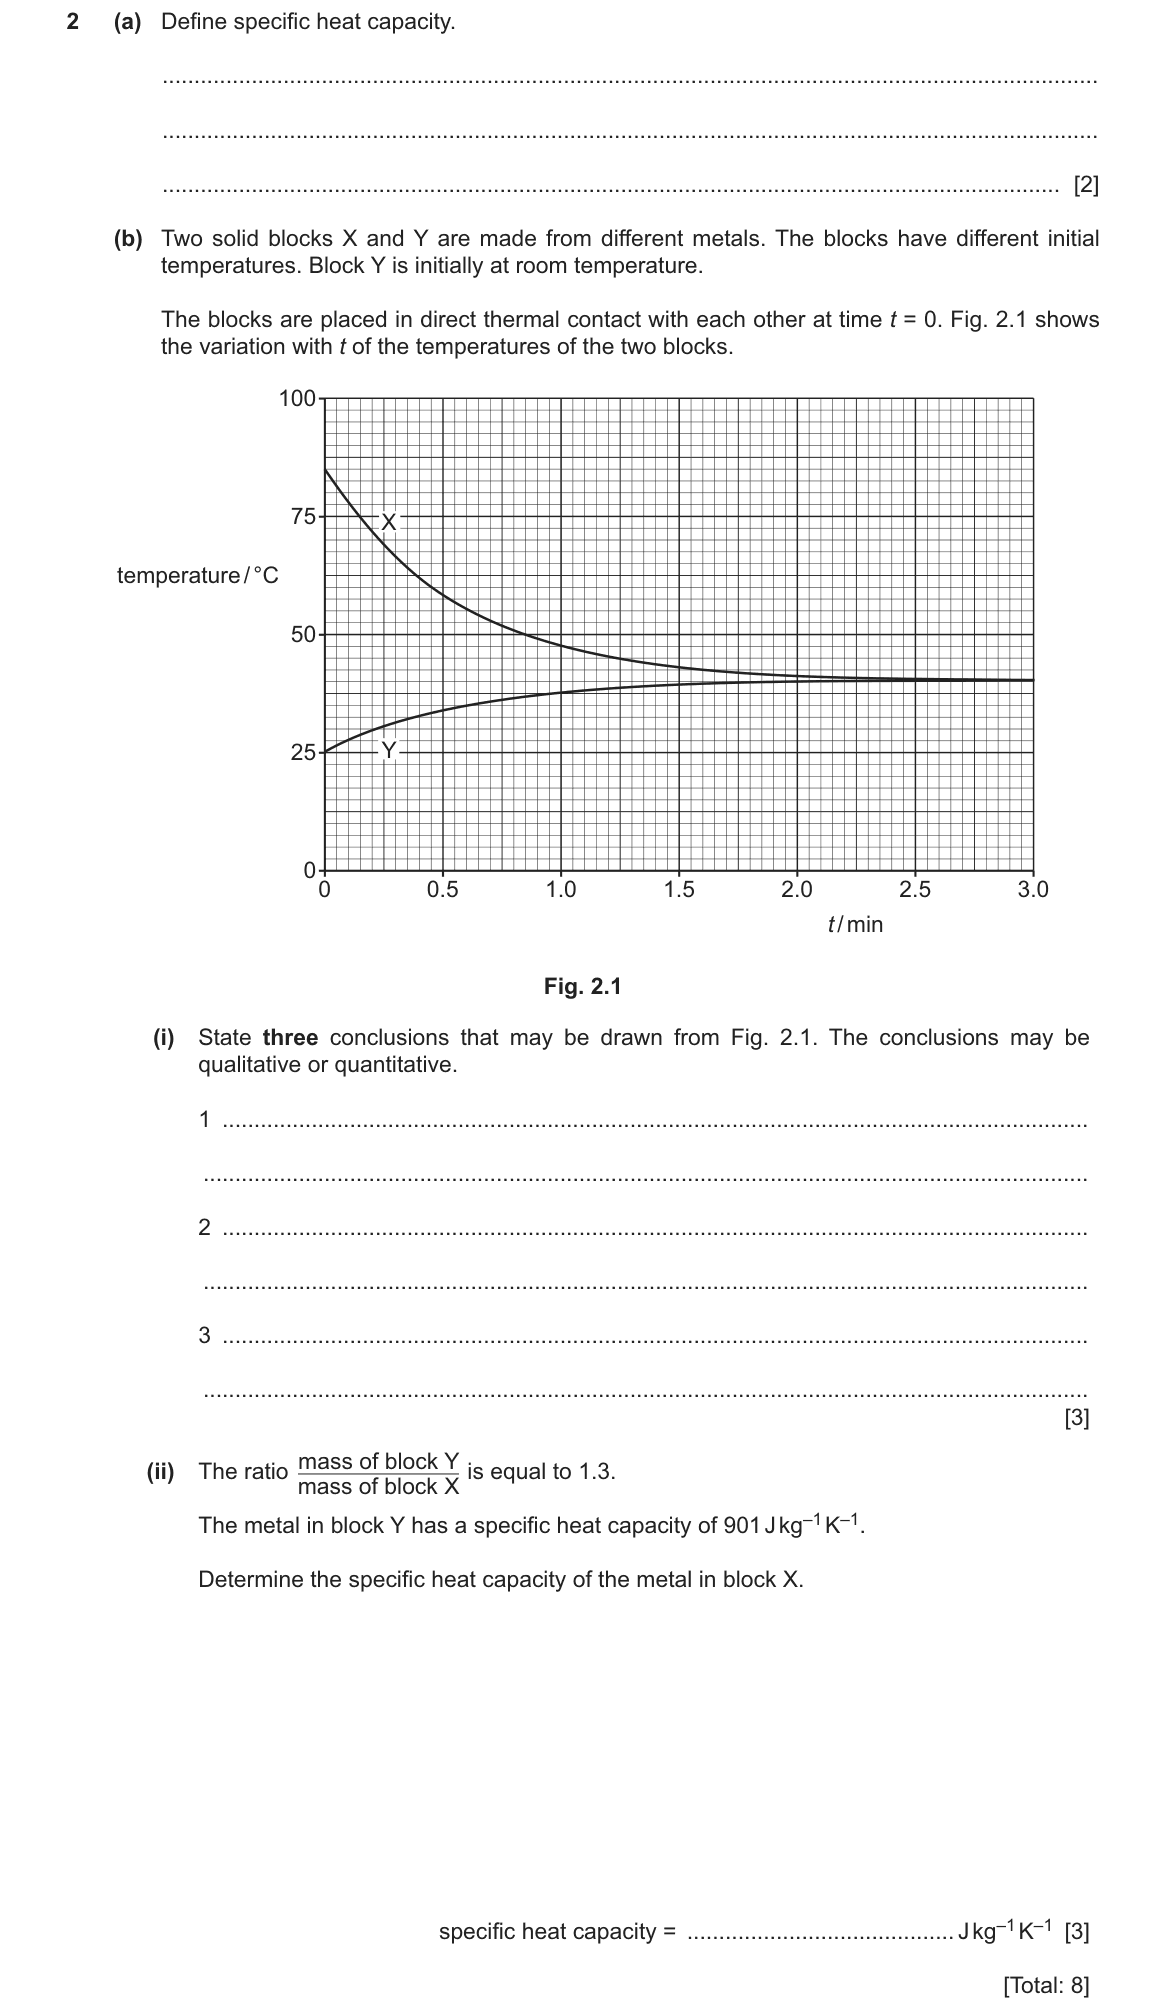 2 (a) Define specific heat capacity.
..........................................................................................
..........................................................................................
.......................................................................................... [2]
(b) Two solid blocks X and Y are made from different metals. The blocks have different initial
temperatures. Block Y is initially at room temperature.
The blocks are placed in direct thermal contact with each other at time t = 0. Fig. 2.1 shows
the variation with t of the temperatures of the two blocks.
100
75
X
temperature / °C
50
25
Y
0
0 0.5 1.0 1.5 2.0 2.5 3.0
t / min
Fig. 2.1
(i) State three conclusions that may be drawn from Fig. 2.1. The conclusions may be
qualitative or quantitative.
1 ..........................................................................................
..........................................................................................
2 ..........................................................................................
..........................................................................................
3 ..........................................................................................
..........................................................................................
[3]
(ii) The ratio mass of block Y / mass of block X is equal to 1.3.
The metal in block Y has a specific heat capacity of 901 J kg⁻¹ K⁻¹.
Determine the specific heat capacity of the metal in block X.
specific heat capacity = .......................................... J kg⁻¹ K⁻¹ [3]
[Total: 8]